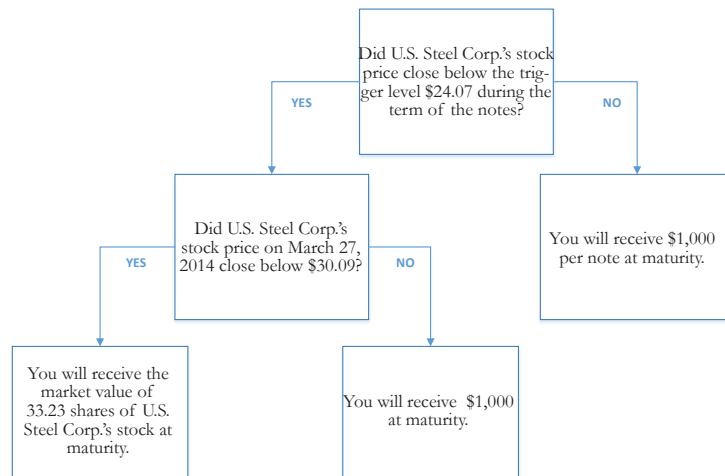 Did U.S. Steel Corp.'s stock
price close below the trig-
ger level $24.07 during the
term of the notes?
YES
NO
Did U.S. Steel Corp.'s
stock price on March 27,
2014 close below $30.09?
You will receive $1,000
per note at maturity.
YES
NO
You will receive the
market value of
33.23 shares of U.S.
Steel Corp.'s stock at
maturity.
You will receive $1,000
at maturity.